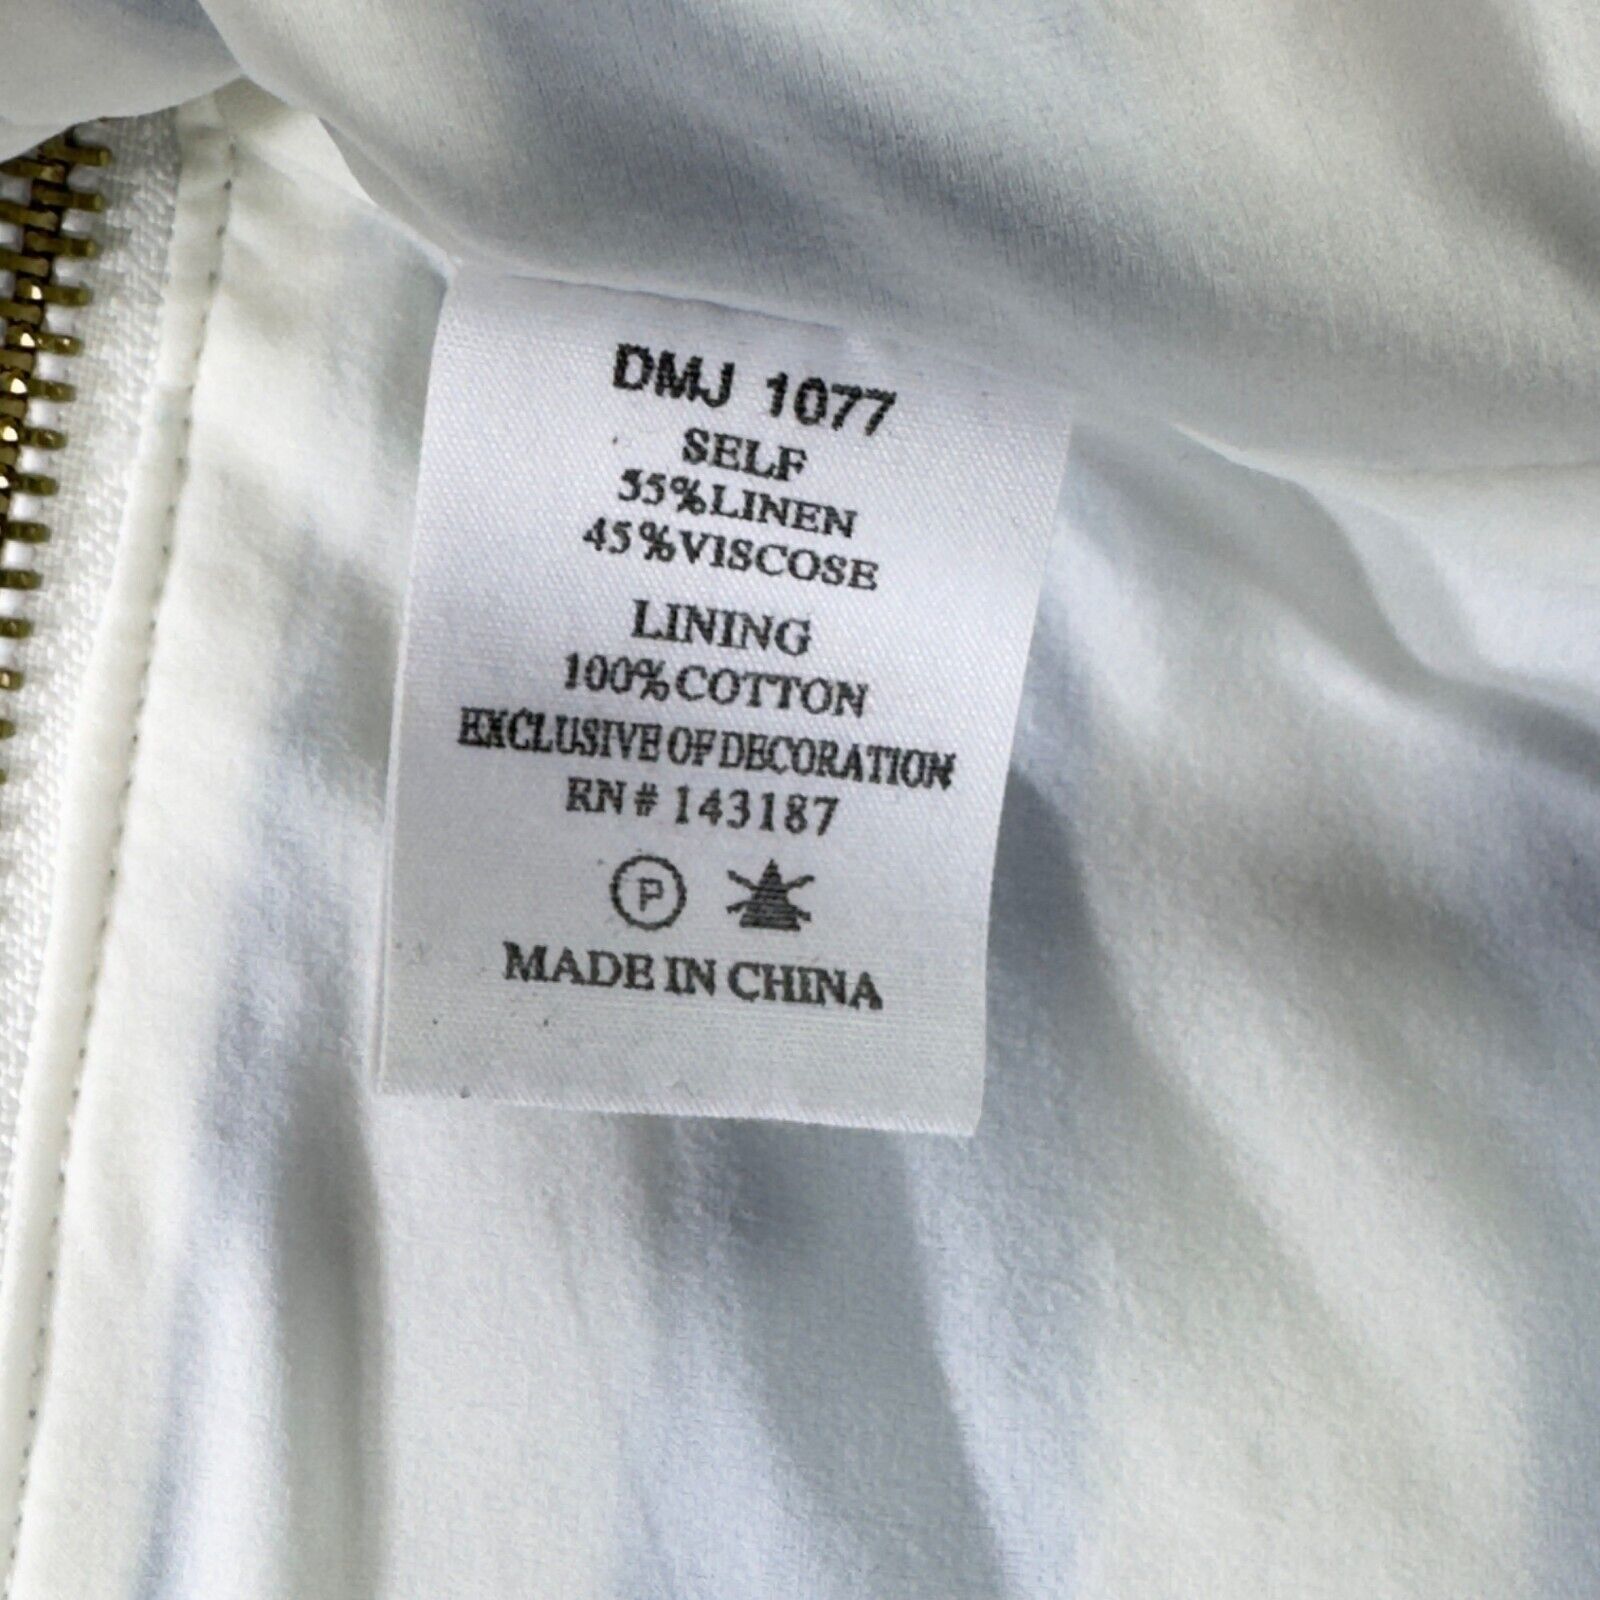 DMJ 1077
SELF
55%LINEN
45%VISCOSE
LINING
100%COTTON
EXCLUSIVE OF DECORATION
RN# 143187
P
MADE IN CHINA